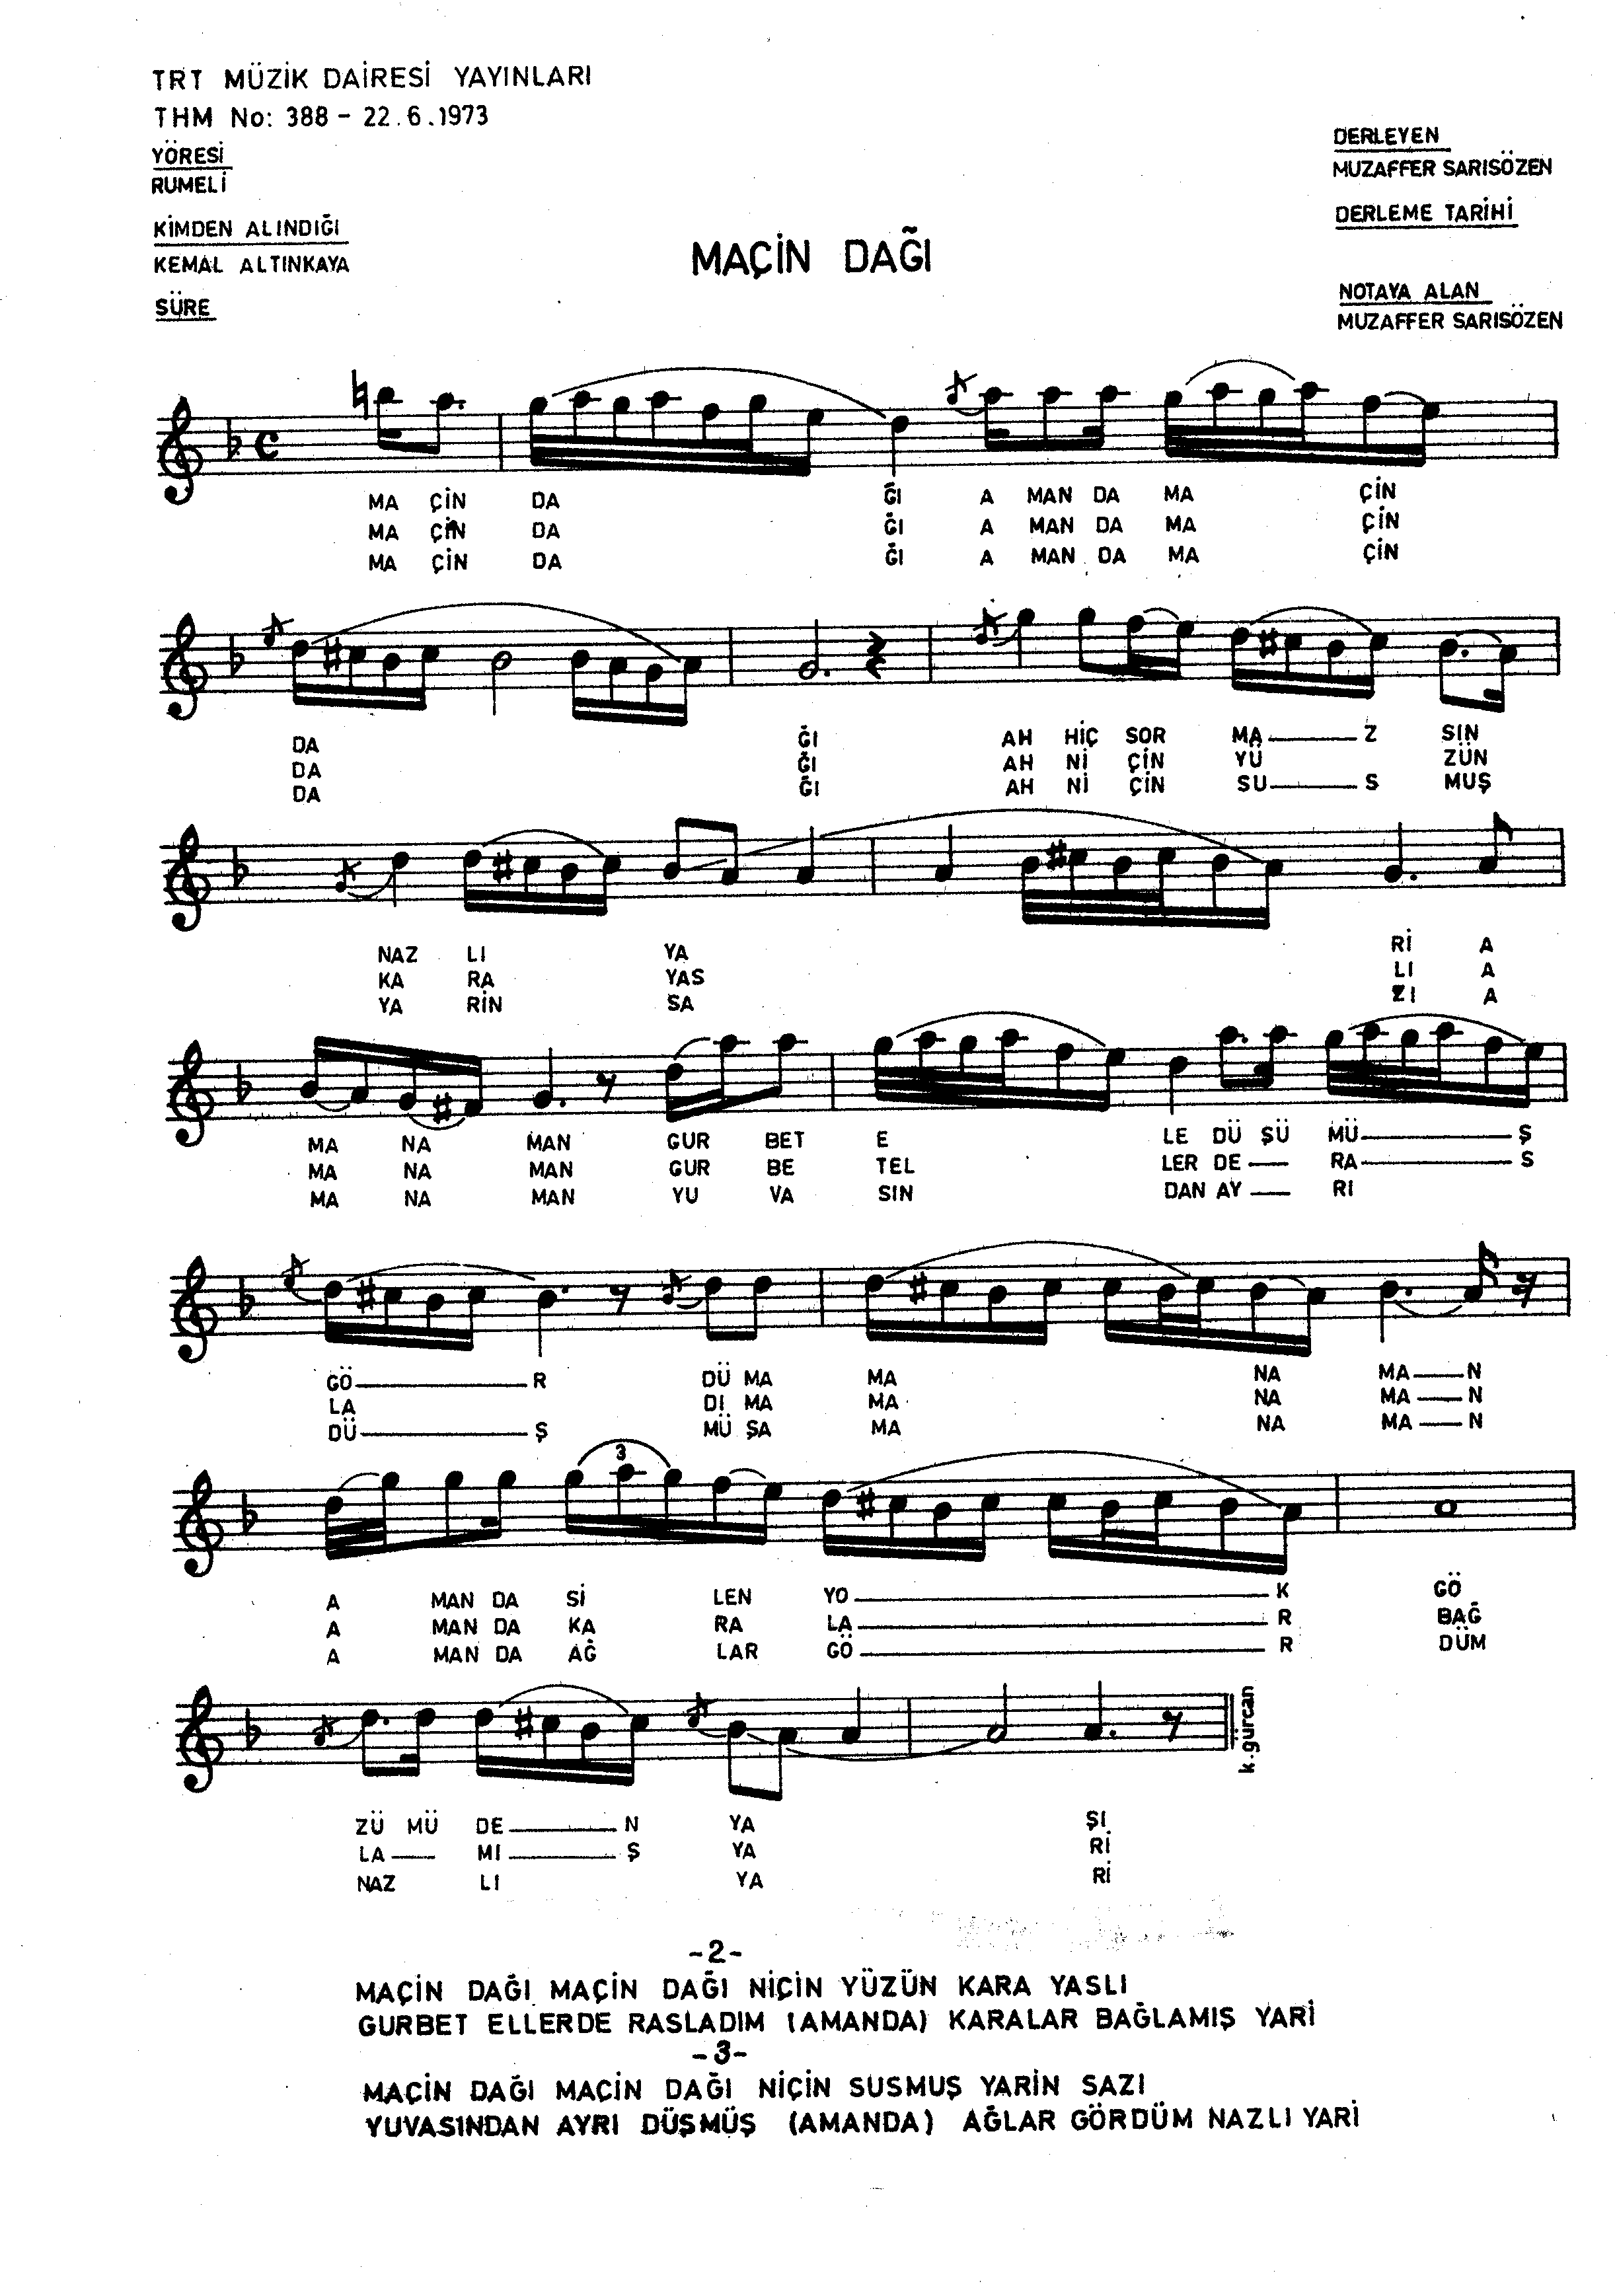 TRT MÜZİK DAİRESİ YAYINLARI
THM No: 388 - 22.6.1973
YÖRESİ
RUMELİ
KİMDEN ALINDIĞI
KEMAL ALTINKAYA
SÜRE
MAÇİN DAĞI
DERLEYEN
MUZAFFER SARISÖZEN
DERLEME TARİHİ
NOTAYA ALAN
MUZAFFER SARISÖZEN
MA ÇİN DA ĞI A MAN DA MA ÇİN
MA ÇİN DA ĞI A MAN DA MA ÇİN
MA ÇİN DA ĞI A MAN DA MA ÇİN
DA ĞI AH HİÇ SOR MA Z SIN
DA ĞI AH Nİ ÇİN YÜ ZÜN
DA ĞI AH Nİ ÇİN SU S MUŞ
NAZ LI YA Rİ A
KA RA YAS LI A
YA RİN SA ZI A
MA NA MAN GUR BET E LE DÜ ŞÜ MÜ Ş
MA NA MAN GUR BE TEL LER DE RA S
MA NA MAN YU VA SIN DAN AY RI
GÖ R DÜ MA MA NA MA N
LA DI MA MA NA MA N
DÜ Ş MÜ ŞA MA NA MA N
3
A MAN DA Sİ LEN YO K GÖ
A MAN DA KA RA LA R BAĞ
A MAN DA AĞ LAR GÖ R DÜM
k.gürcan
ZÜ MÜ DE N YA ŞI
LA MI Ş YA Rİ
NAZ LI YA Rİ
-2-
MAÇİN DAĞI MAÇİN DAĞI NİÇİN YÜZÜN KARA YASLI
GURBET ELLERDE RASLADIM (AMANDA) KARALAR BAĞLAMIŞ YARİ
-3-
MAÇİN DAĞI MAÇİN DAĞI NİÇİN SUSMUŞ YARİN SAZI
YUVASINDAN AYRI DÜŞMÜŞ (AMANDA) AĞLAR GÖRDÜM NAZLI YARİ